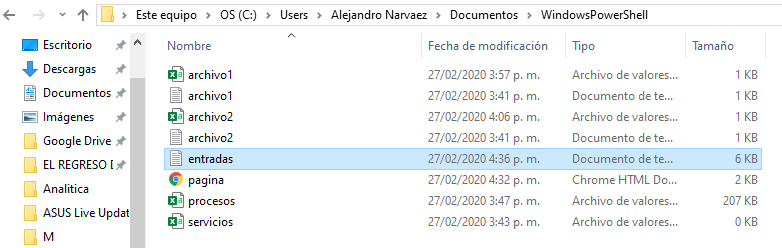 Este equipo > OS (C:) > Users > Alejandro Narvaez > Documentos > WindowsPowerShell
Nombre Fecha de modificación Tipo Tamaño
Escritorio
Descargas
Documentos
Imágenes
Google Drive
EL REGRESO D
Analitica
ASUS Live Updat
M
archivo1 27/02/2020 3:57 p. m. Archivo de valores... 1 KB
archivo1 27/02/2020 3:41 p. m. Documento de te... 1 KB
archivo2 27/02/2020 4:06 p. m. Archivo de valores... 1 KB
archivo2 27/02/2020 3:41 p. m. Documento de te... 1 KB
entradas 27/02/2020 4:36 p. m. Documento de te... 6 KB
pagina 27/02/2020 4:32 p. m. Chrome HTML Do... 2 KB
procesos 27/02/2020 3:47 p. m. Archivo de valores... 207 KB
servicios 27/02/2020 3:43 p. m. Archivo de valores... 0 KB